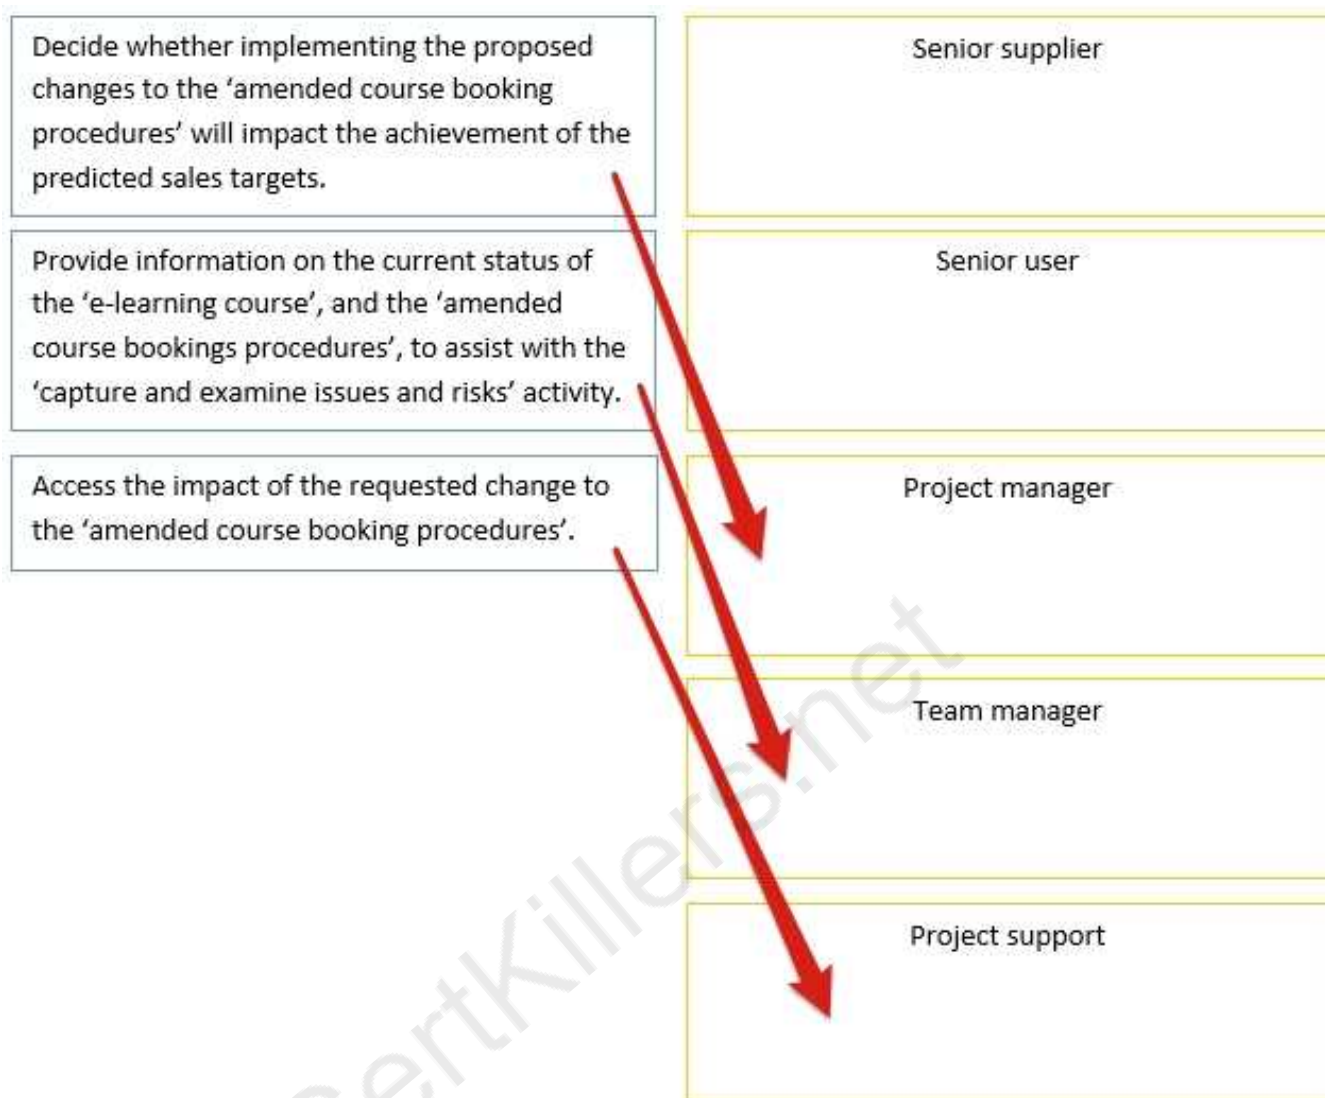 Decide whether implementing the proposed
changes to the ‘amended course booking
procedures’ will impact the achievement of the
predicted sales targets.
Provide information on the current status of
the ‘e-learning course’, and the ‘amended
course bookings procedures’, to assist with the
‘capture and examine issues and risks’ activity.
Access the impact of the requested change to
the ‘amended course booking procedures’.
Senior supplier
Senior user
Project manager
Team manager
Project support
CertKillers.net